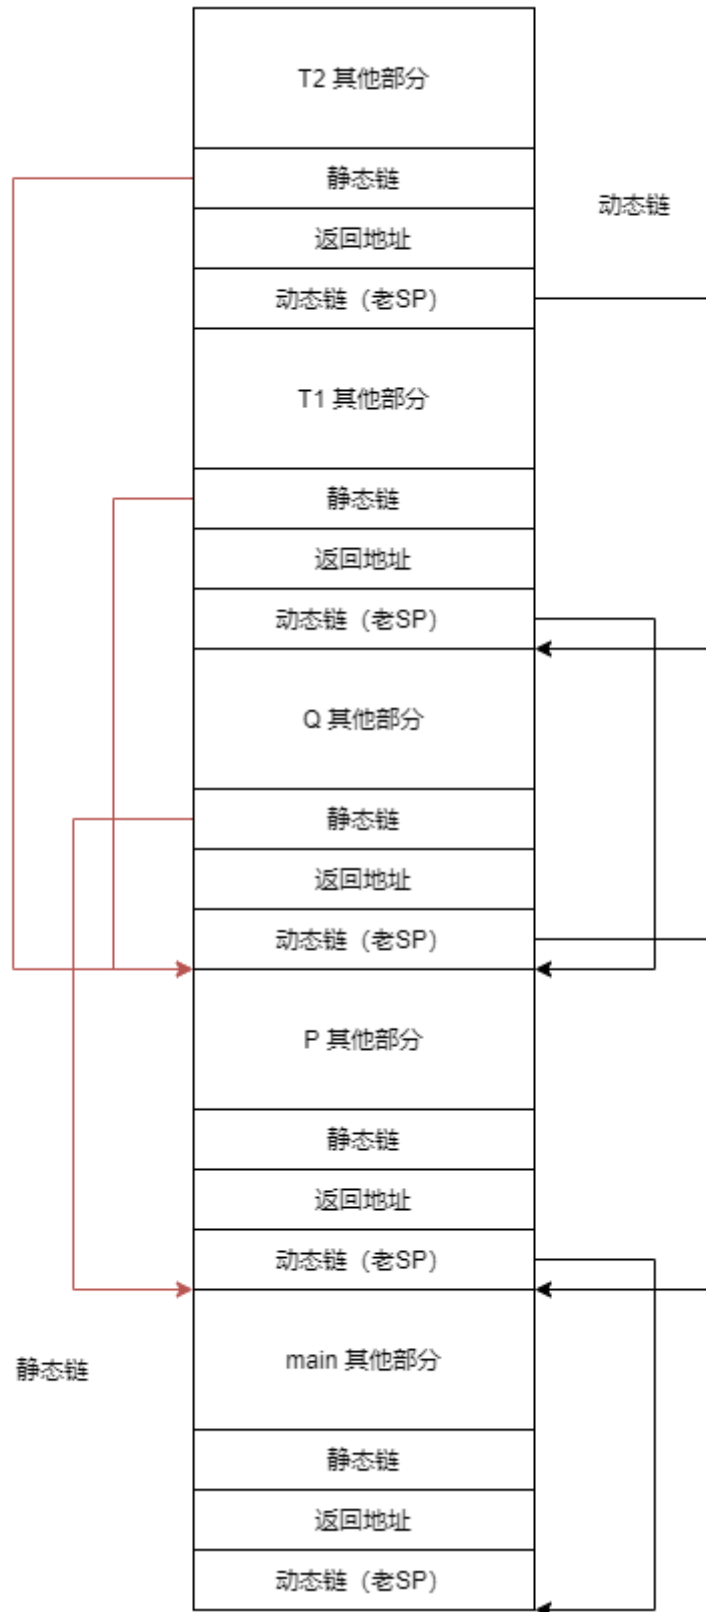 T2 其他部分
静态链
动态链
返回地址
动态链（老SP）
T1 其他部分
静态链
返回地址
动态链（老SP）
Q 其他部分
静态链
返回地址
动态链（老SP）
P 其他部分
静态链
返回地址
动态链（老SP）
main 其他部分
静态链
静态链
返回地址
动态链（老SP）